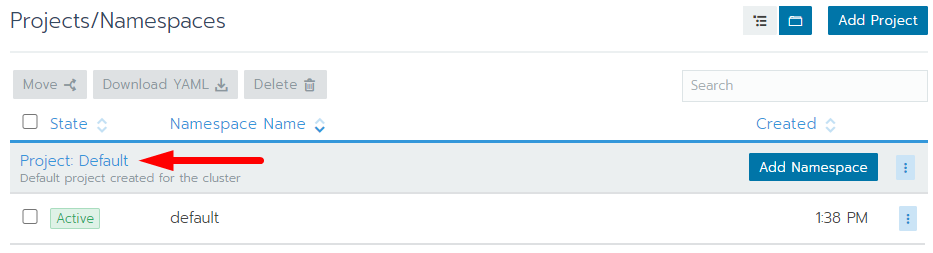 Projects/Namespaces
Add Project
Move
Download YAML
Delete
Search
State
Namespace Name
Created
Project: Default
Default project created for the cluster
Add Namespace
Active
default
1:38 PM